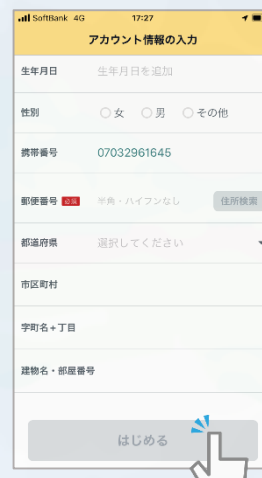 SoftBank 4G 17:27
アカウント情報の入力
生年月日 生年月日を追加
性別 女 男 その他
携帯番号 07032961645
郵便番号 必須 半角・ハイフンなし 住所検索
都道府県 選択してください
市区町村
字町名+丁目
建物名・部屋番号
はじめる